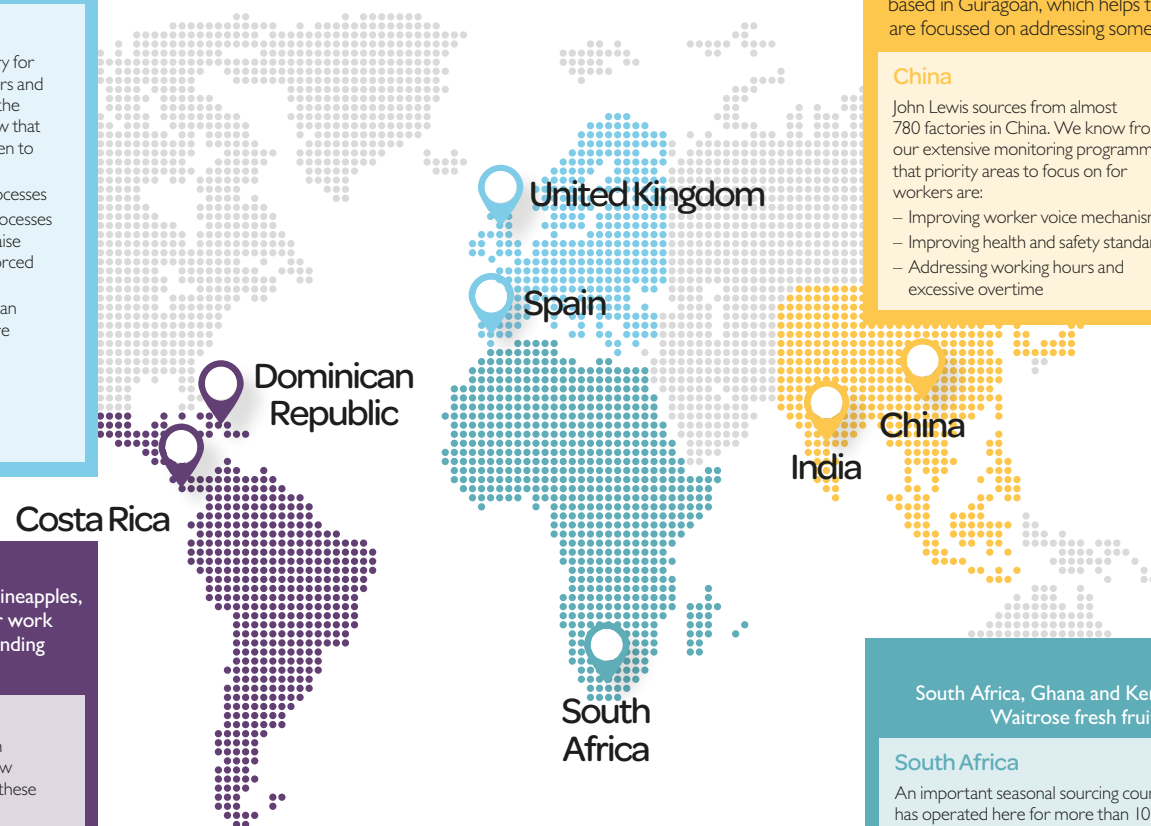 ry for
rs and
the
w that
en to
ocesses
ocesses
aise
orced
an
re
based in Guragoan, which helps t
are focussed on addressing some
China
John Lewis sources from almost
780 factories in China. We know fro
our extensive monitoring programm
that priority areas to focus on for
workers are:
– Improving worker voice mechanism
– Improving health and safety standar
– Addressing working hours and
excessive overtime
United Kingdom
Spain
Dominican
Republic
China
India
Costa Rica
ineapples,
r work
nding
n
w
these
South
Africa
South Africa, Ghana and Ken
Waitrose fresh frui
South Africa
An important seasonal sourcing cour
has operated here for more than 10